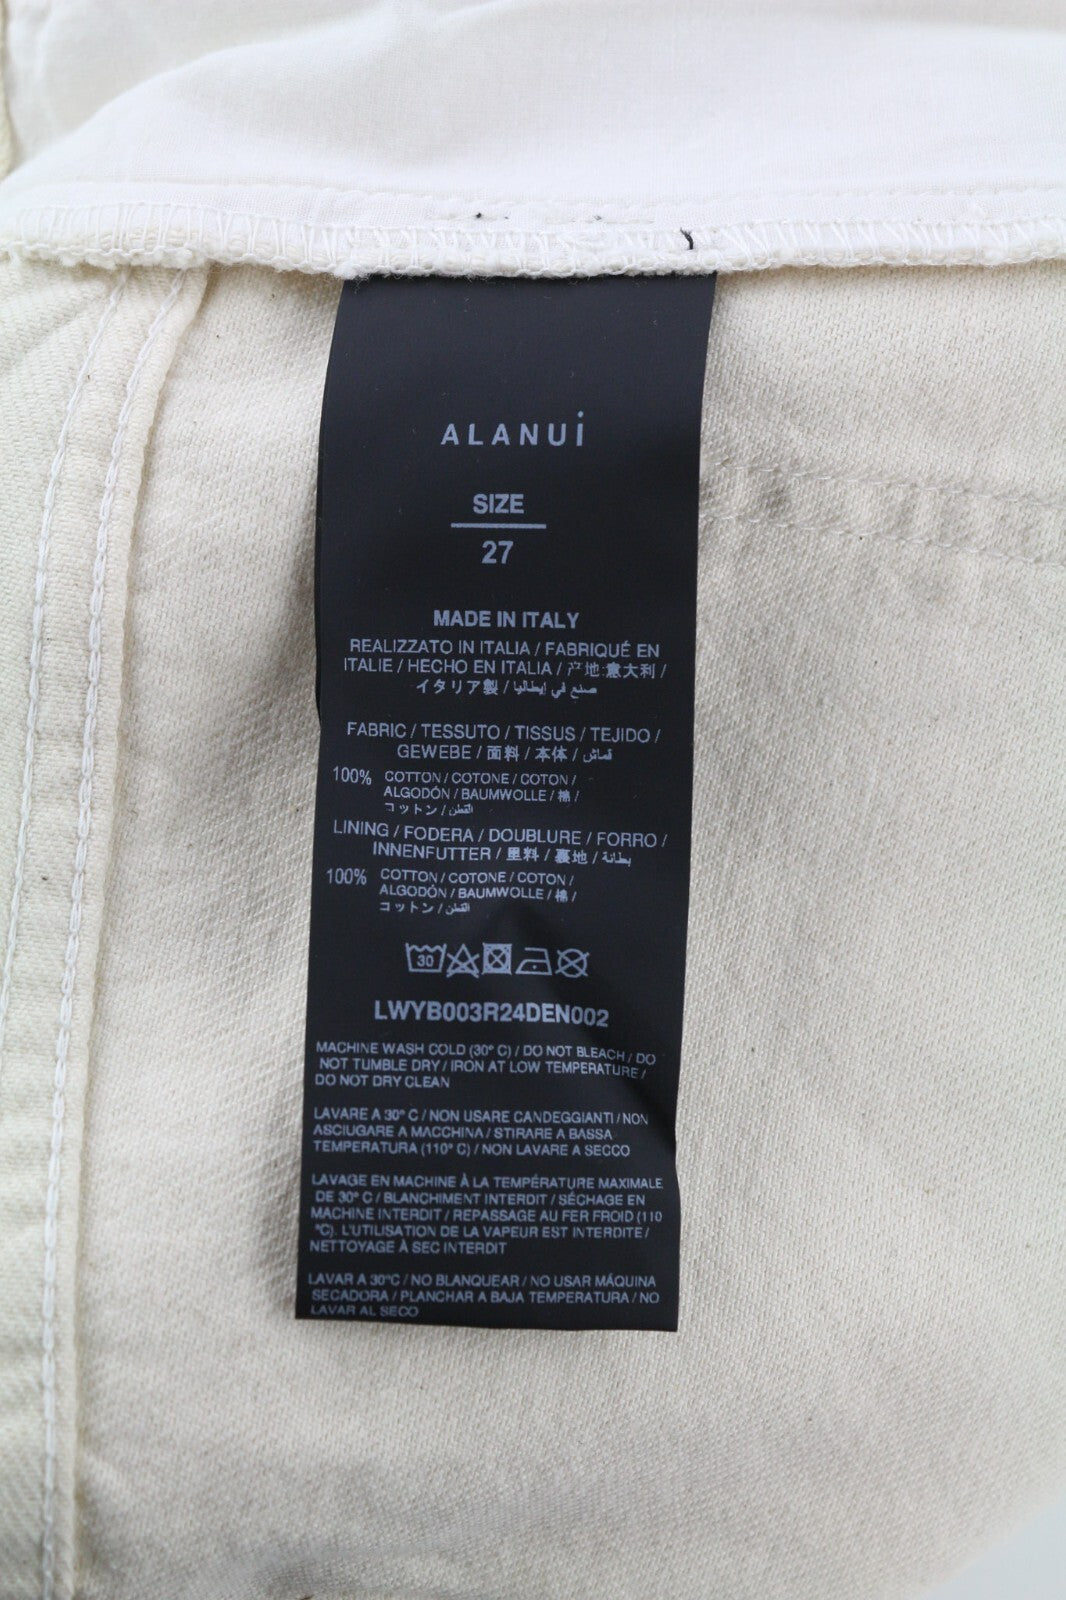 ALANUi
SIZE
27
MADE IN ITALY
REALIZZATO IN ITALIA / FABRIQUÉ EN
ITALIE / HECHO EN ITALIA / 产地:意大利 /
イタリア製 / صنع في إيطاليا
FABRIC / TESSUTO / TISSUS / TEJIDO /
GEWEBE / 面料 / 本体 / قماش
100% COTTON / COTONE / COTON /
ALGODÓN / BAUMWOLLE / 棉 /
コットン / القطن
LINING / FODERA / DOUBLURE / FORRO /
INNENFUTTER / 里料 / 裏地 / بطانة
100% COTTON / COTONE / COTON /
ALGODÓN / BAUMWOLLE / 棉 /
コットン / القطن
30
LWYB003R24DEN002
MACHINE WASH COLD (30° C) / DO NOT BLEACH / DO
NOT TUMBLE DRY / IRON AT LOW TEMPERATURE /
DO NOT DRY CLEAN
LAVARE A 30° C / NON USARE CANDEGGIANTI / NON
ASCIUGARE A MACCHINA / STIRARE A BASSA
TEMPERATURA (110° C) / NON LAVARE A SECCO
LAVAGE EN MACHINE À LA TEMPÉRATURE MAXIMALE
DE 30° C / BLANCHIMENT INTERDIT / SÉCHAGE EN
MACHINE INTERDIT / REPASSAGE AU FER FROID (110
°C). L'UTILISATION DE LA VAPEUR EST INTERDITE /
NETTOYAGE À SEC INTERDIT
LAVAR A 30°C / NO BLANQUEAR / NO USAR MÁQUINA
SECADORA / PLANCHAR A BAJA TEMPERATURA / NO
LAVAR AL SECO